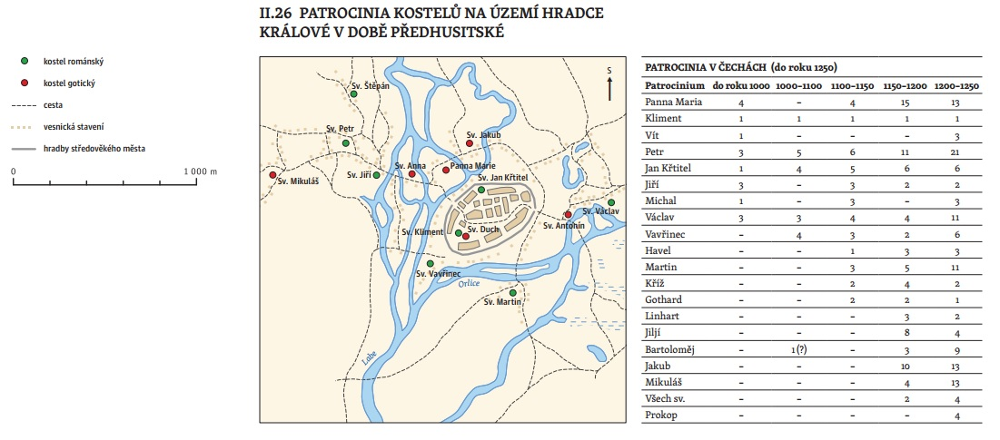 II.26 PATROCINIA KOSTELŮ NA ÚZEMÍ HRADCE
KRÁLOVÉ V DOBĚ PŘEDHUSITSKÉ
kostel románský
kostel gotický
cesta
vesnická stavení
hradby středověkého města
0 1 000 m
S
Sv. Štěpán
Sv. Petr
Sv. Jakub
Sv. Anna
Panna Marie
Sv. Jiří
Sv. Mikuláš
Sv. Jan Křtitel
Sv. Václav
Sv. Antonín
Sv. Kliment
Sv. Duch
Sv. Vavřinec
Orlice
Sv. Martin
Labe
PATROCINIA V ČECHÁCH (do roku 1250)
Patrocinium do roku 1000 1000–1100 1100–1150 1150–1200 1200–1250
Panna Maria 4 – 4 15 13
Kliment 1 1 1 1 1
Vít 1 – – – 3
Petr 3 5 6 11 21
Jan Křtitel 1 4 5 6 6
Jiří 3 – 3 2 2
Michal 1 – 3 – 3
Václav 3 3 4 4 11
Vavřinec – 4 3 2 6
Havel – – 1 3 3
Martin – – 3 5 11
Kříž – – 2 4 2
Gothard – – 2 2 1
Linhart – – – 3 2
Jiljí – – – 8 4
Bartoloměj – 1 (?) – 3 9
Jakub – – – 10 13
Mikuláš – – – 4 13
Všech sv. – – – 2 4
Prokop – – – – 4